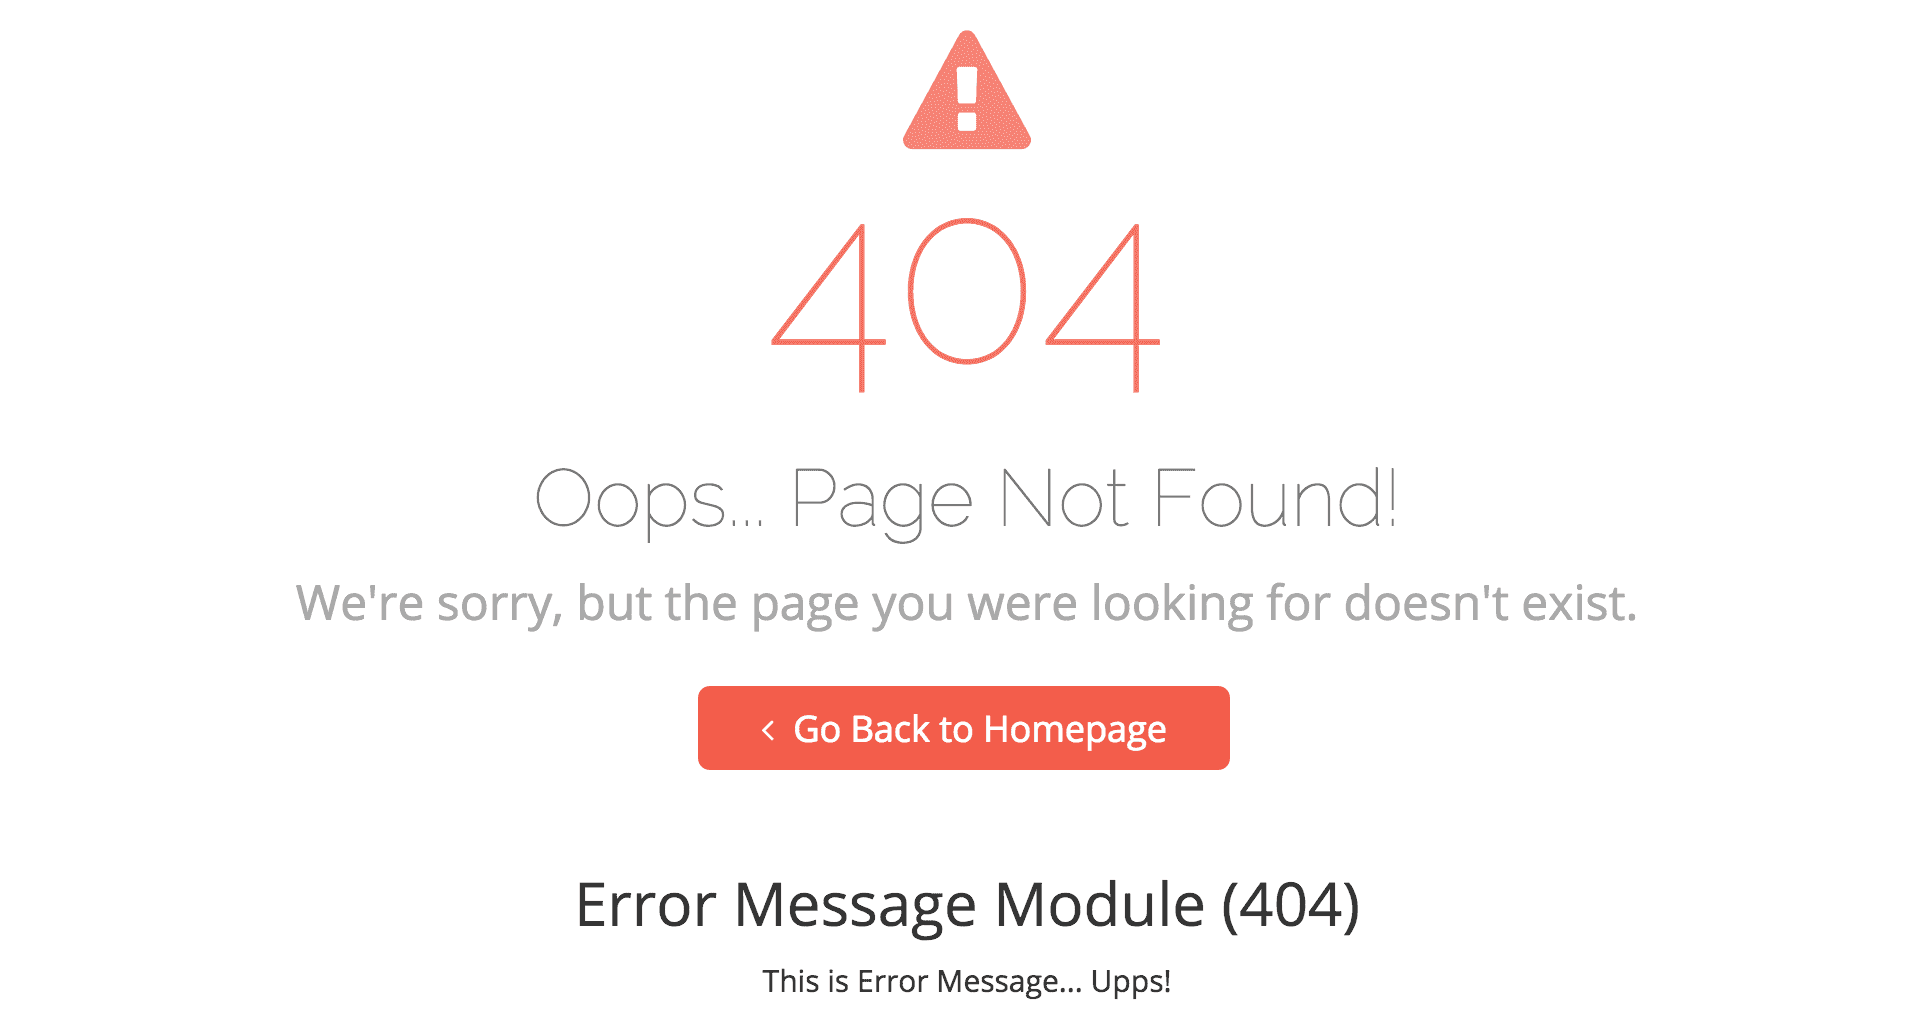 404
Oops... Page Not Found!
We're sorry, but the page you were looking for doesn't exist.
Go Back to Homepage
Error Message Module (404)
This is Error Message... Upps!